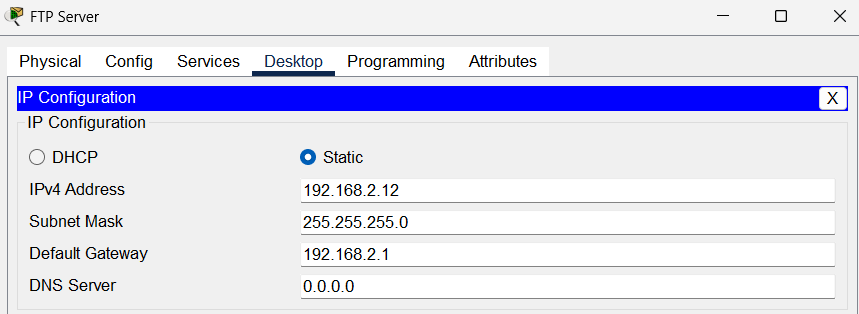 FTP Server
Physical Config Services Desktop Programming Attributes
IP Configuration X
IP Configuration
DHCP Static
IPv4 Address 192.168.2.12
Subnet Mask 255.255.255.0
Default Gateway 192.168.2.1
DNS Server 0.0.0.0